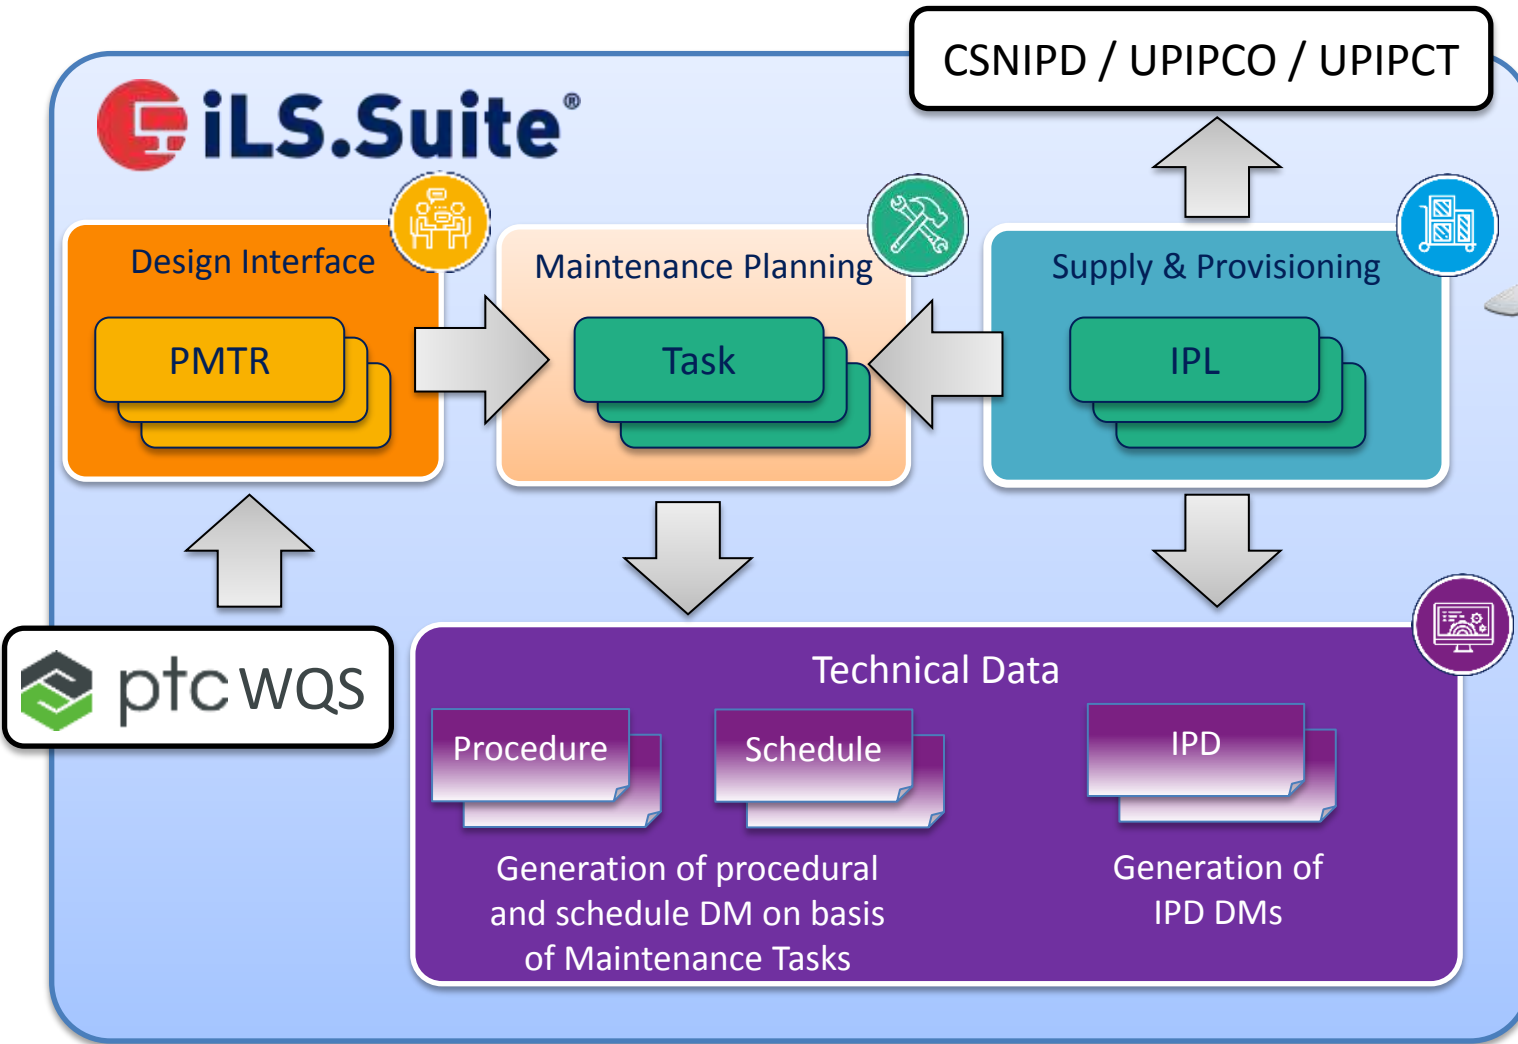 CSNIPD / UPIPCO / UPIPCT
iLS.Suite®
Design Interface
Maintenance Planning
Supply & Provisioning
PMTR
Task
IPL
ptc WQS
Technical Data
Procedure
Schedule
IPD
Generation of procedural
and schedule DM on basis
of Maintenance Tasks
Generation of
IPD DMs